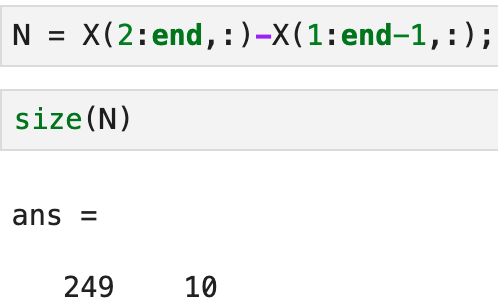 N = X(2:end,:)-X(1:end-1,:);
size(N)
ans =
249 10